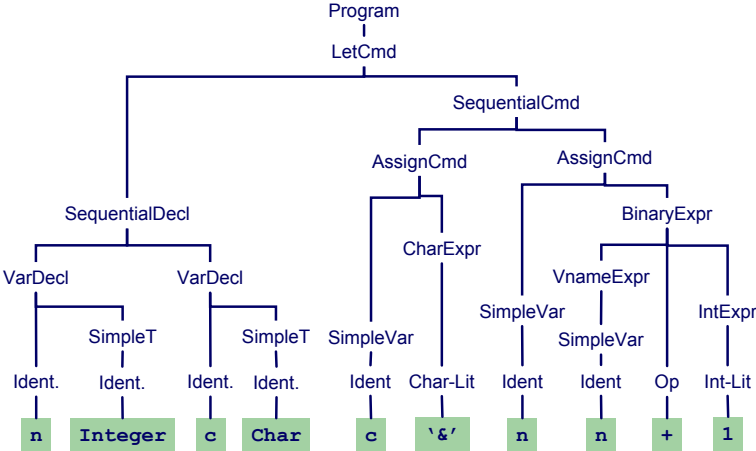 Program
LetCmd
SequentialCmd
AssignCmd AssignCmd
SequentialDecl BinaryExpr
CharExpr
VarDecl VarDecl VnameExpr
SimpleVar IntExpr
SimpleT SimpleT SimpleVar SimpleVar
Ident. Ident. Ident. Ident. Ident Char-Lit Ident Ident Op Int-Lit
n Integer c Char c ‘&’ n n + 1